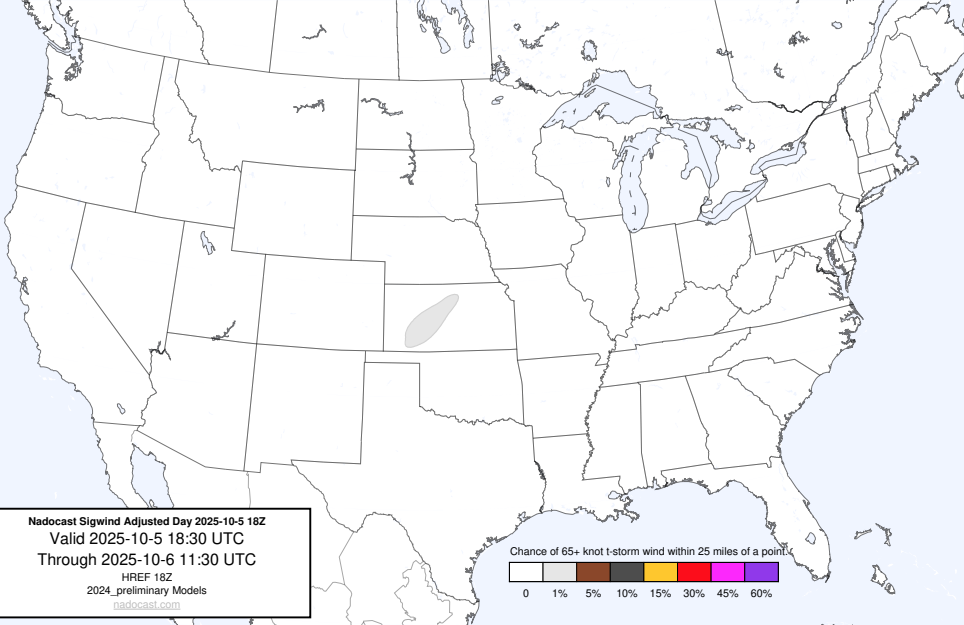 Nadocast Sigwind Adjusted Day 2025-10-5 18Z
Valid 2025-10-5 18:30 UTC
Through 2025-10-6 11:30 UTC
HREF 18Z
2024_preliminary Models
nadocast.com
Chance of 65+ knot t-storm wind within 25 miles of a point.
0 1% 5% 10% 15% 30% 45% 60%